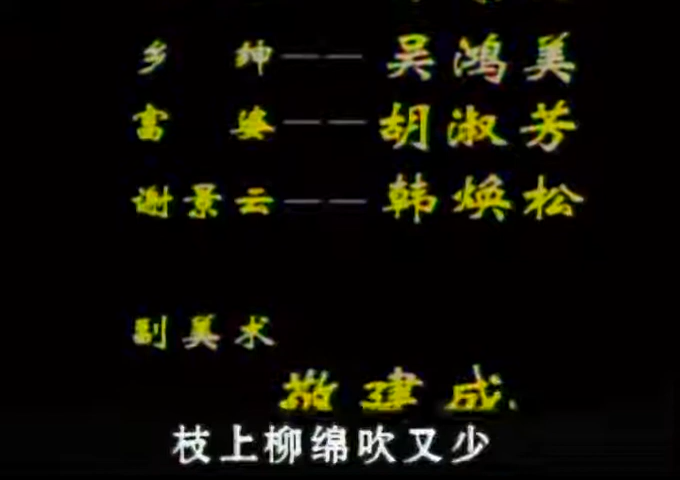 乡绅——吴鸿美
富婆——胡淑芳
谢景云——韩焕松
副美术
敬建成
枝上柳绵吹又少